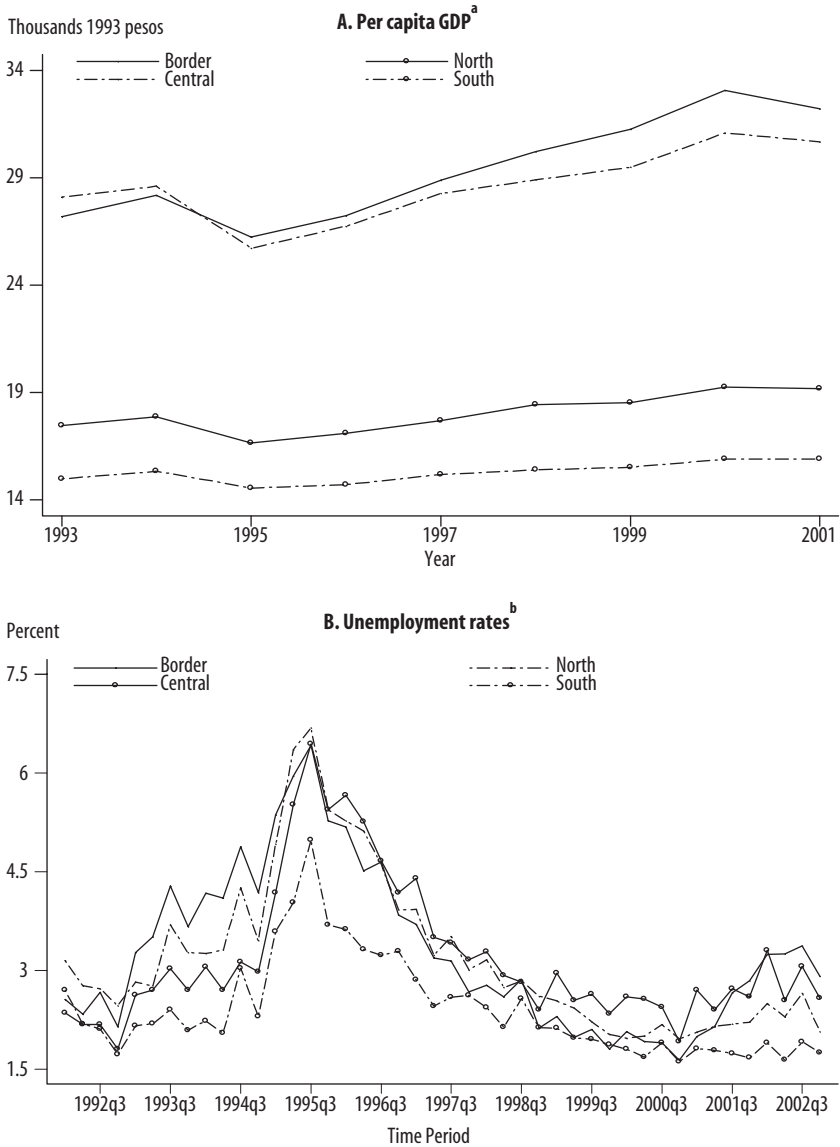 A. Per capita GDPᵃ
Thousands 1993 pesos
Border North
Central South
34
29
24
19
14
1993 1995 1997 1999 2001
Year
B. Unemployment ratesᵇ
Percent
Border North
Central South
7.5
6
4.5
3
1.5
1992q3 1993q3 1994q3 1995q3 1996q3 1997q3 1998q3 1999q3 2000q3 2001q3 2002q3
Time Period